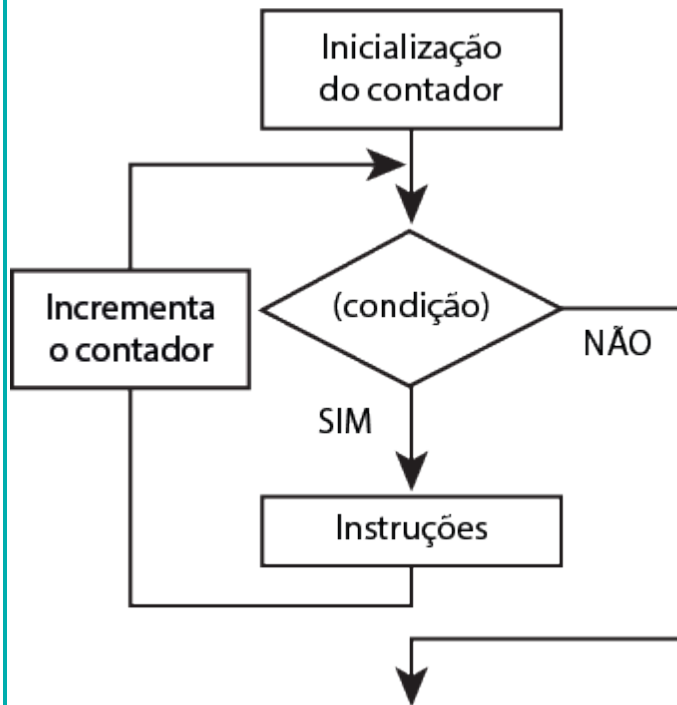 Inicialização
do contador
Incrementa
o contador
(condição)
NÃO
SIM
Instruções